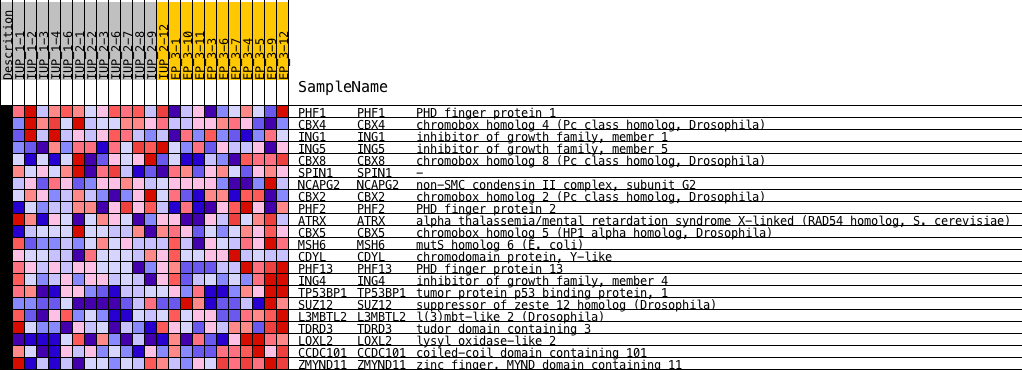 Descrition
IUP_1-1
IUP_1-2
IUP_1-3
IUP_1-4
IUP_1-6
IUP_2-1
IUP_2-2
IUP_2-3
IUP_2-6
IUP_2-7
IUP_2-8
IUP_2-9
IUP_2-12
EP_3-1
EP_3-10
EP_3-11
EP_3-3
EP_3-6
EP_3-7
EP_3-4
EP_3-5
EP_3-9
EP_3-12
SampleName
PHF1 PHF1 PHD finger protein 1
CBX4 CBX4 chromobox homolog 4 (Pc class homolog, Drosophila)
ING1 ING1 inhibitor of growth family, member 1
ING5 ING5 inhibitor of growth family, member 5
CBX8 CBX8 chromobox homolog 8 (Pc class homolog, Drosophila)
SPIN1 SPIN1 –
NCAPG2 NCAPG2 non-SMC condensin II complex, subunit G2
CBX2 CBX2 chromobox homolog 2 (Pc class homolog, Drosophila)
PHF2 PHF2 PHD finger protein 2
ATRX ATRX alpha thalassemia/mental retardation syndrome X-linked (RAD54 homolog, S. cerevisiae)
CBX5 CBX5 chromobox homolog 5 (HP1 alpha homolog, Drosophila)
MSH6 MSH6 mutS homolog 6 (E. coli)
CDYL CDYL chromodomain protein, Y-like
PHF13 PHF13 PHD finger protein 13
ING4 ING4 inhibitor of growth family, member 4
TP53BP1 TP53BP1 tumor protein p53 binding protein, 1
SUZ12 SUZ12 suppressor of zeste 12 homolog (Drosophila)
L3MBTL2 L3MBTL2 l(3)mbt-like 2 (Drosophila)
TDRD3 TDRD3 tudor domain containing 3
LOXL2 LOXL2 lysyl oxidase-like 2
CCDC101 CCDC101 coiled-coil domain containing 101
ZMYND11 ZMYND11 zinc finger, MYND domain containing 11